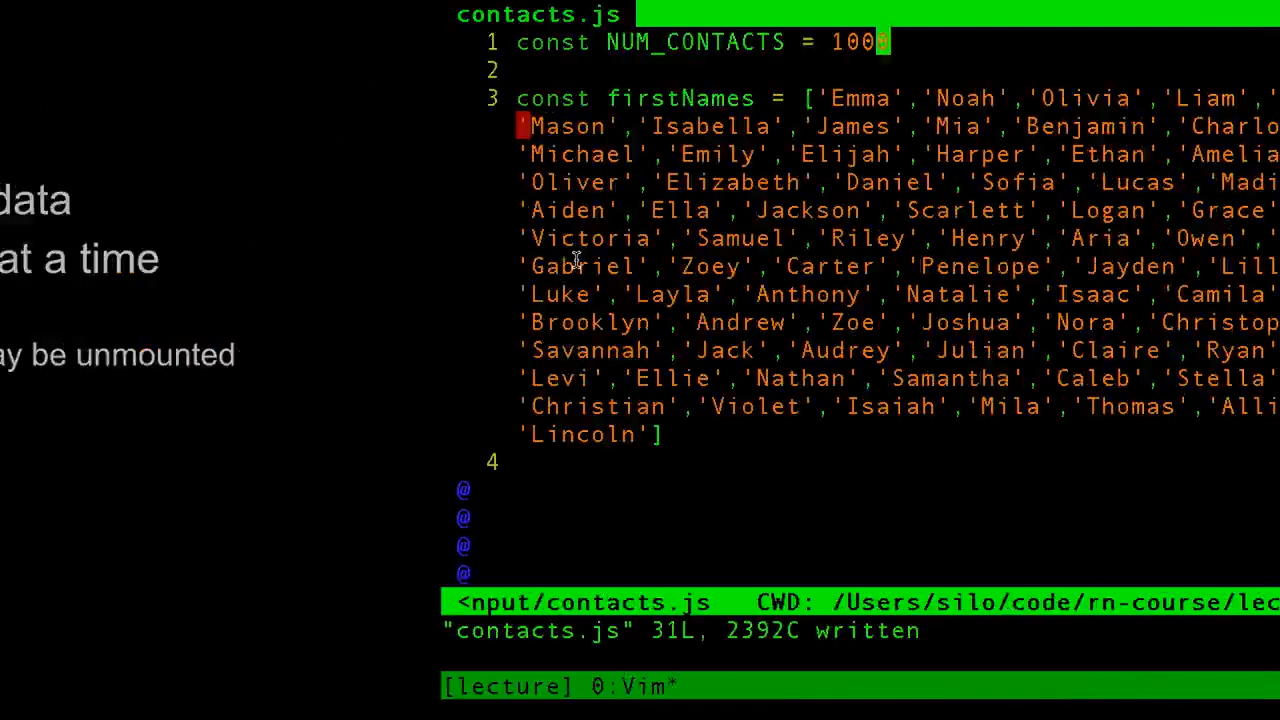 data
at a time
ay be unmounted
contacts.js
1 const NUM_CONTACTS = 1000
2
3 const firstNames = ['Emma','Noah','Olivia','Liam','
'Mason','Isabella','James','Mia','Benjamin','Charlo
'Michael','Emily','Elijah','Harper','Ethan','Amelia
'Oliver','Elizabeth','Daniel','Sofia','Lucas','Madi
'Aiden','Ella','Jackson','Scarlett','Logan','Grace'
'Victoria','Samuel','Riley','Henry','Aria','Owen','
'Gabriel','Zoey','Carter','Penelope','Jayden','Lill
'Luke','Layla','Anthony','Natalie','Isaac','Camila'
'Brooklyn','Andrew','Zoe','Joshua','Nora','Christop
'Savannah','Jack','Audrey','Julian','Claire','Ryan'
'Levi','Ellie','Nathan','Samantha','Caleb','Stella'
'Christian','Violet','Isaiah','Mila','Thomas','Alli
'Lincoln']
4
@
@
@
@
<nput/contacts.js   CWD: /Users/silo/code/rn-course/lec
"contacts.js" 31L, 2392C written
[lecture] 0:Vim*